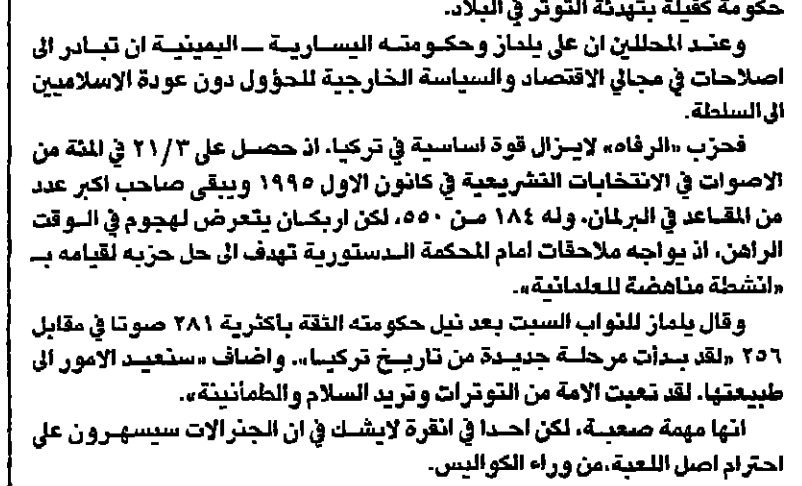 حكومة كفيلة بتهدئة التوتر في البلاد.
وعند المحللين ان على يلماز وحكومته اليسارية ــ اليمينية ان تبادر الى
اصلاحات في مجالي الاقتصاد والسياسة الخارجية للحؤول دون عودة الاسلاميين
الى السلطة.
فحزب «الرفاه» لايزال قوة اساسية في تركيا، اذ حصل على ٢١/٣ في المئة من
الاصوات في الانتخابات التشريعية في كانون الاول ١٩٩٥ ويبقى صاحب اكبر عدد
من المقاعد في البرلمان، وله ١٨٤ من ٥٥٠، لكن اربكان يتعرض لهجوم في الوقت
الراهن، اذ يواجه ملاحقات امام المحكمة الدستورية تهدف الى حل حزبه لقيامه بـ
«انشطة مناهضة للعلمانية».
وقال يلماز للنواب السبت بعد نيل حكومته الثقة بأكثرية ٢٨١ صوتا في مقابل
٢٥٦ «لقد بدأت مرحلة جديدة من تاريخ تركيا». واضاف «سنعيد الامور الى
طبيعتها. لقد تعبت الامة من التوترات وتريد السلام والطمأنينة».
انها مهمة صعبة، لكن احدا في انقرة لايشك في ان الجنرالات سيسهرون على
احترام اصل اللعبة،من وراء الكواليس.